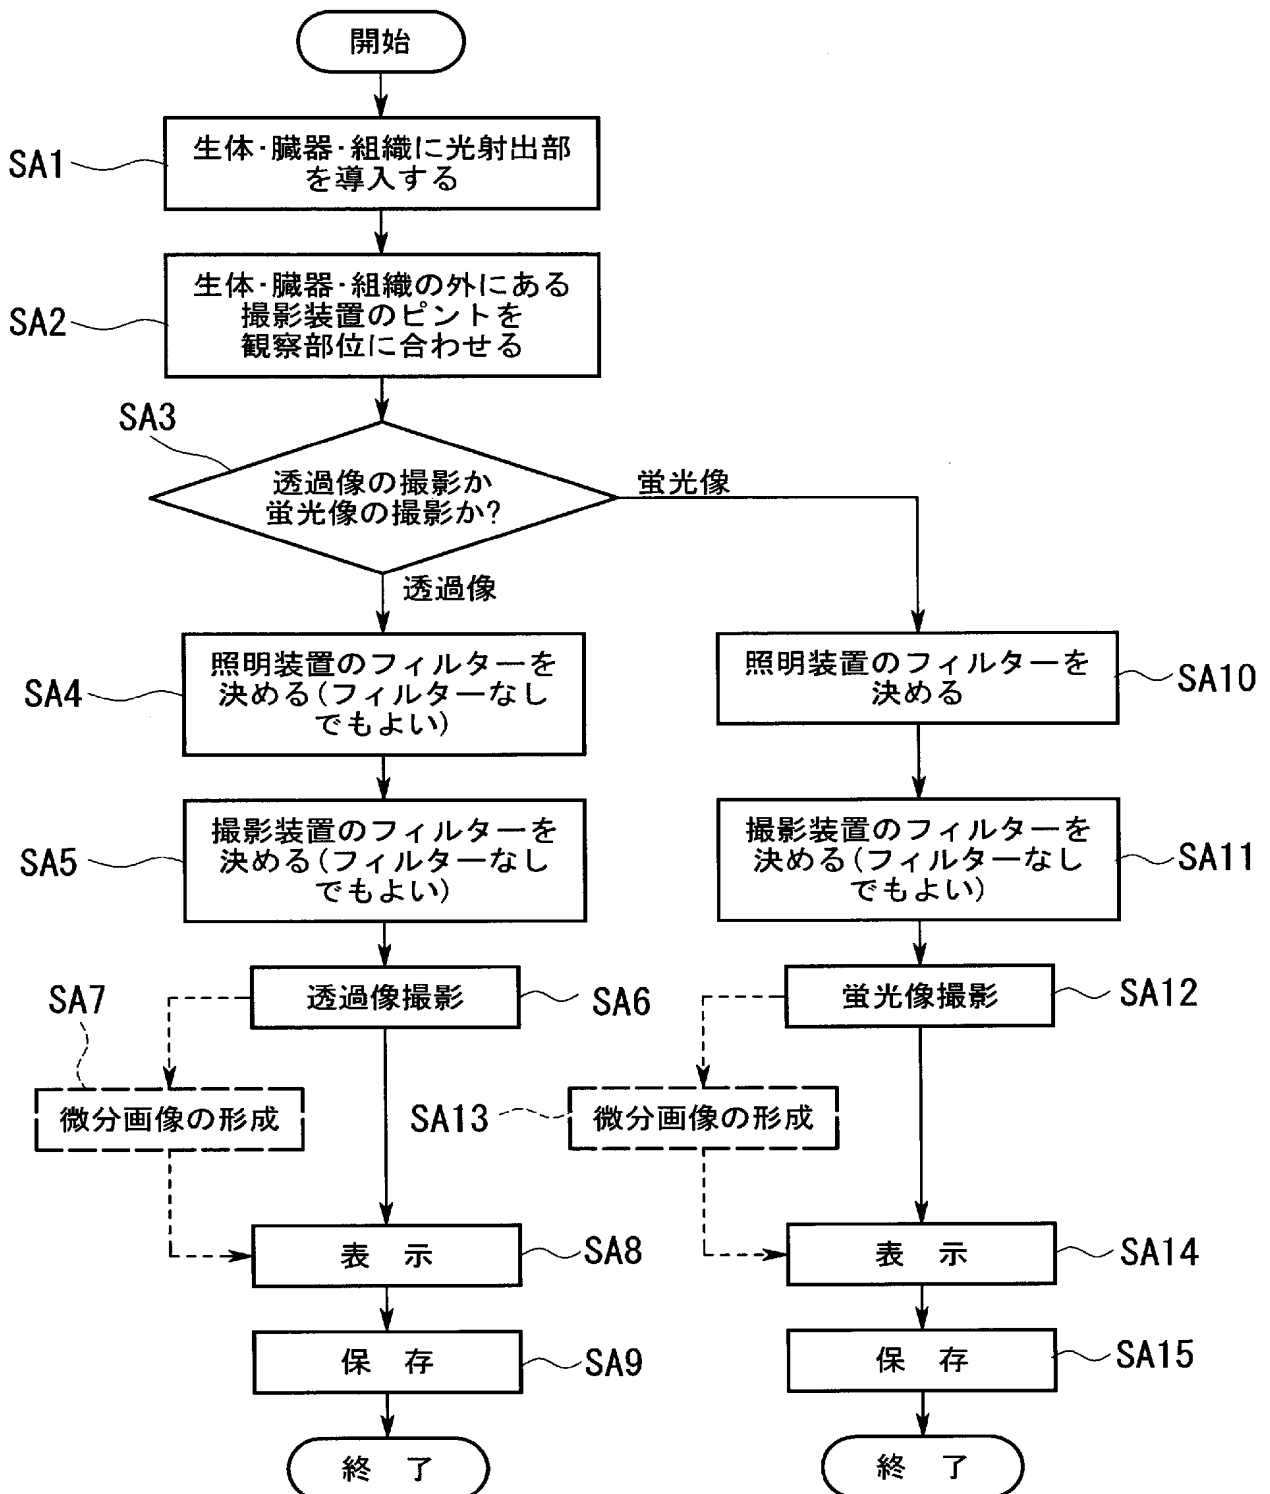 開始
SA1
生体・臓器・組織に光射出部
を導入する
SA2
生体・臓器・組織の外にある
撮影装置のピントを
観察部位に合わせる
SA3
透過像の撮影か
蛍光像の撮影か?
蛍光像
透過像
SA4
照明装置のフィルターを
決める(フィルターなし
でもよい)
SA5
撮影装置のフィルターを
決める(フィルターなし
でもよい)
透過像撮影
SA6
SA7
微分画像の形成
表 示
SA8
保 存
SA9
終 了
照明装置のフィルターを
決める
SA10
撮影装置のフィルターを
決める(フィルターなし
でもよい)
SA11
蛍光像撮影
SA12
SA13
微分画像の形成
表 示
SA14
保 存
SA15
終 了